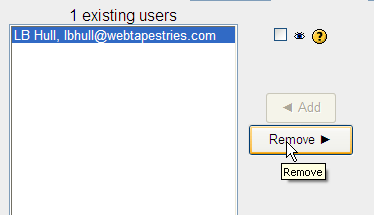 1 existing users
LB Hull, lbhull@webtapestries.com
?
◄ Add
Remove ►
Remove